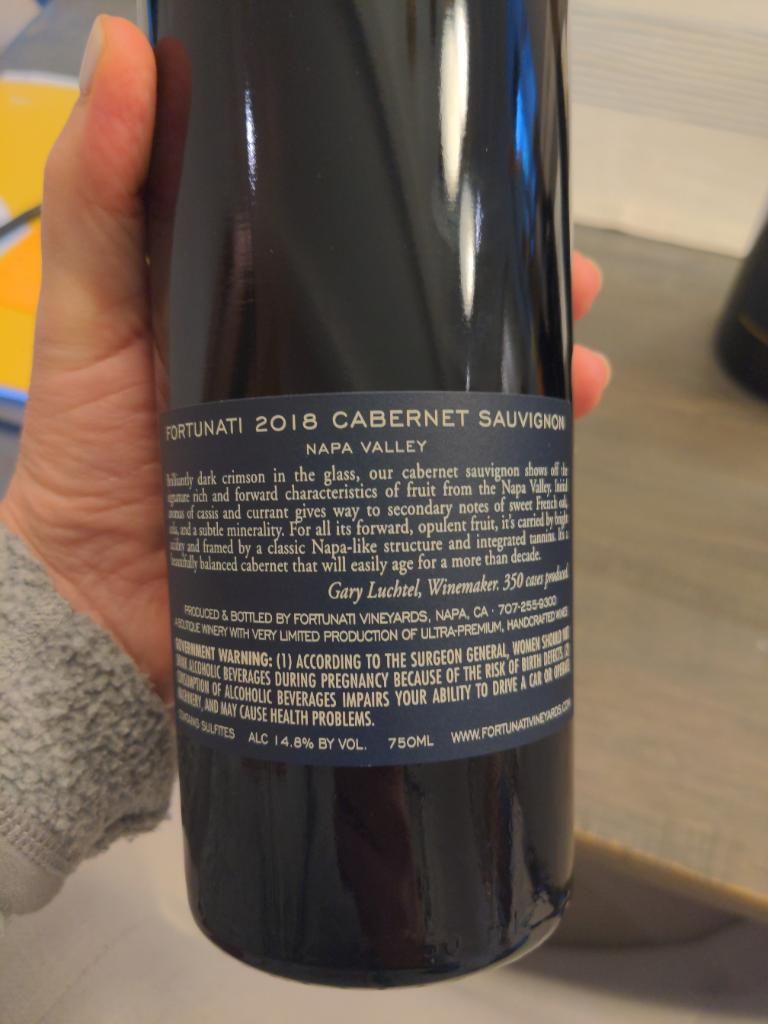 FORTUNATI 2018 CABERNET SAUVIGNON
NAPA VALLEY
Brilliantly dark crimson in the glass, our cabernet sauvignon shows off the
signature rich and forward characteristics of fruit from the Napa Valley. Initial
aromas of cassis and currant gives way to secondary notes of sweet French oak,
cola, and a subtle minerality. For all its forward, opulent fruit, it's carried by bright
acidity and framed by a classic Napa-like structure and integrated tannins. It's a
beautifully balanced cabernet that will easily age for a more than decade.
Gary Luchtel, Winemaker. 350 cases produced.
PRODUCED & BOTTLED BY FORTUNATI VINEYARDS, NAPA, CA · 707-255-9300
A BOUTIQUE WINERY WITH VERY LIMITED PRODUCTION OF ULTRA-PREMIUM, HANDCRAFTED WINES
GOVERNMENT WARNING: (1) ACCORDING TO THE SURGEON GENERAL, WOMEN SHOULD NOT
DRINK ALCOHOLIC BEVERAGES DURING PREGNANCY BECAUSE OF THE RISK OF BIRTH DEFECTS. (2)
CONSUMPTION OF ALCOHOLIC BEVERAGES IMPAIRS YOUR ABILITY TO DRIVE A CAR OR OPERATE
MACHINERY, AND MAY CAUSE HEALTH PROBLEMS.
CONTAINS SULFITES ALC 14.8% BY VOL. 750ML WWW.FORTUNATIVINEYARDS.COM